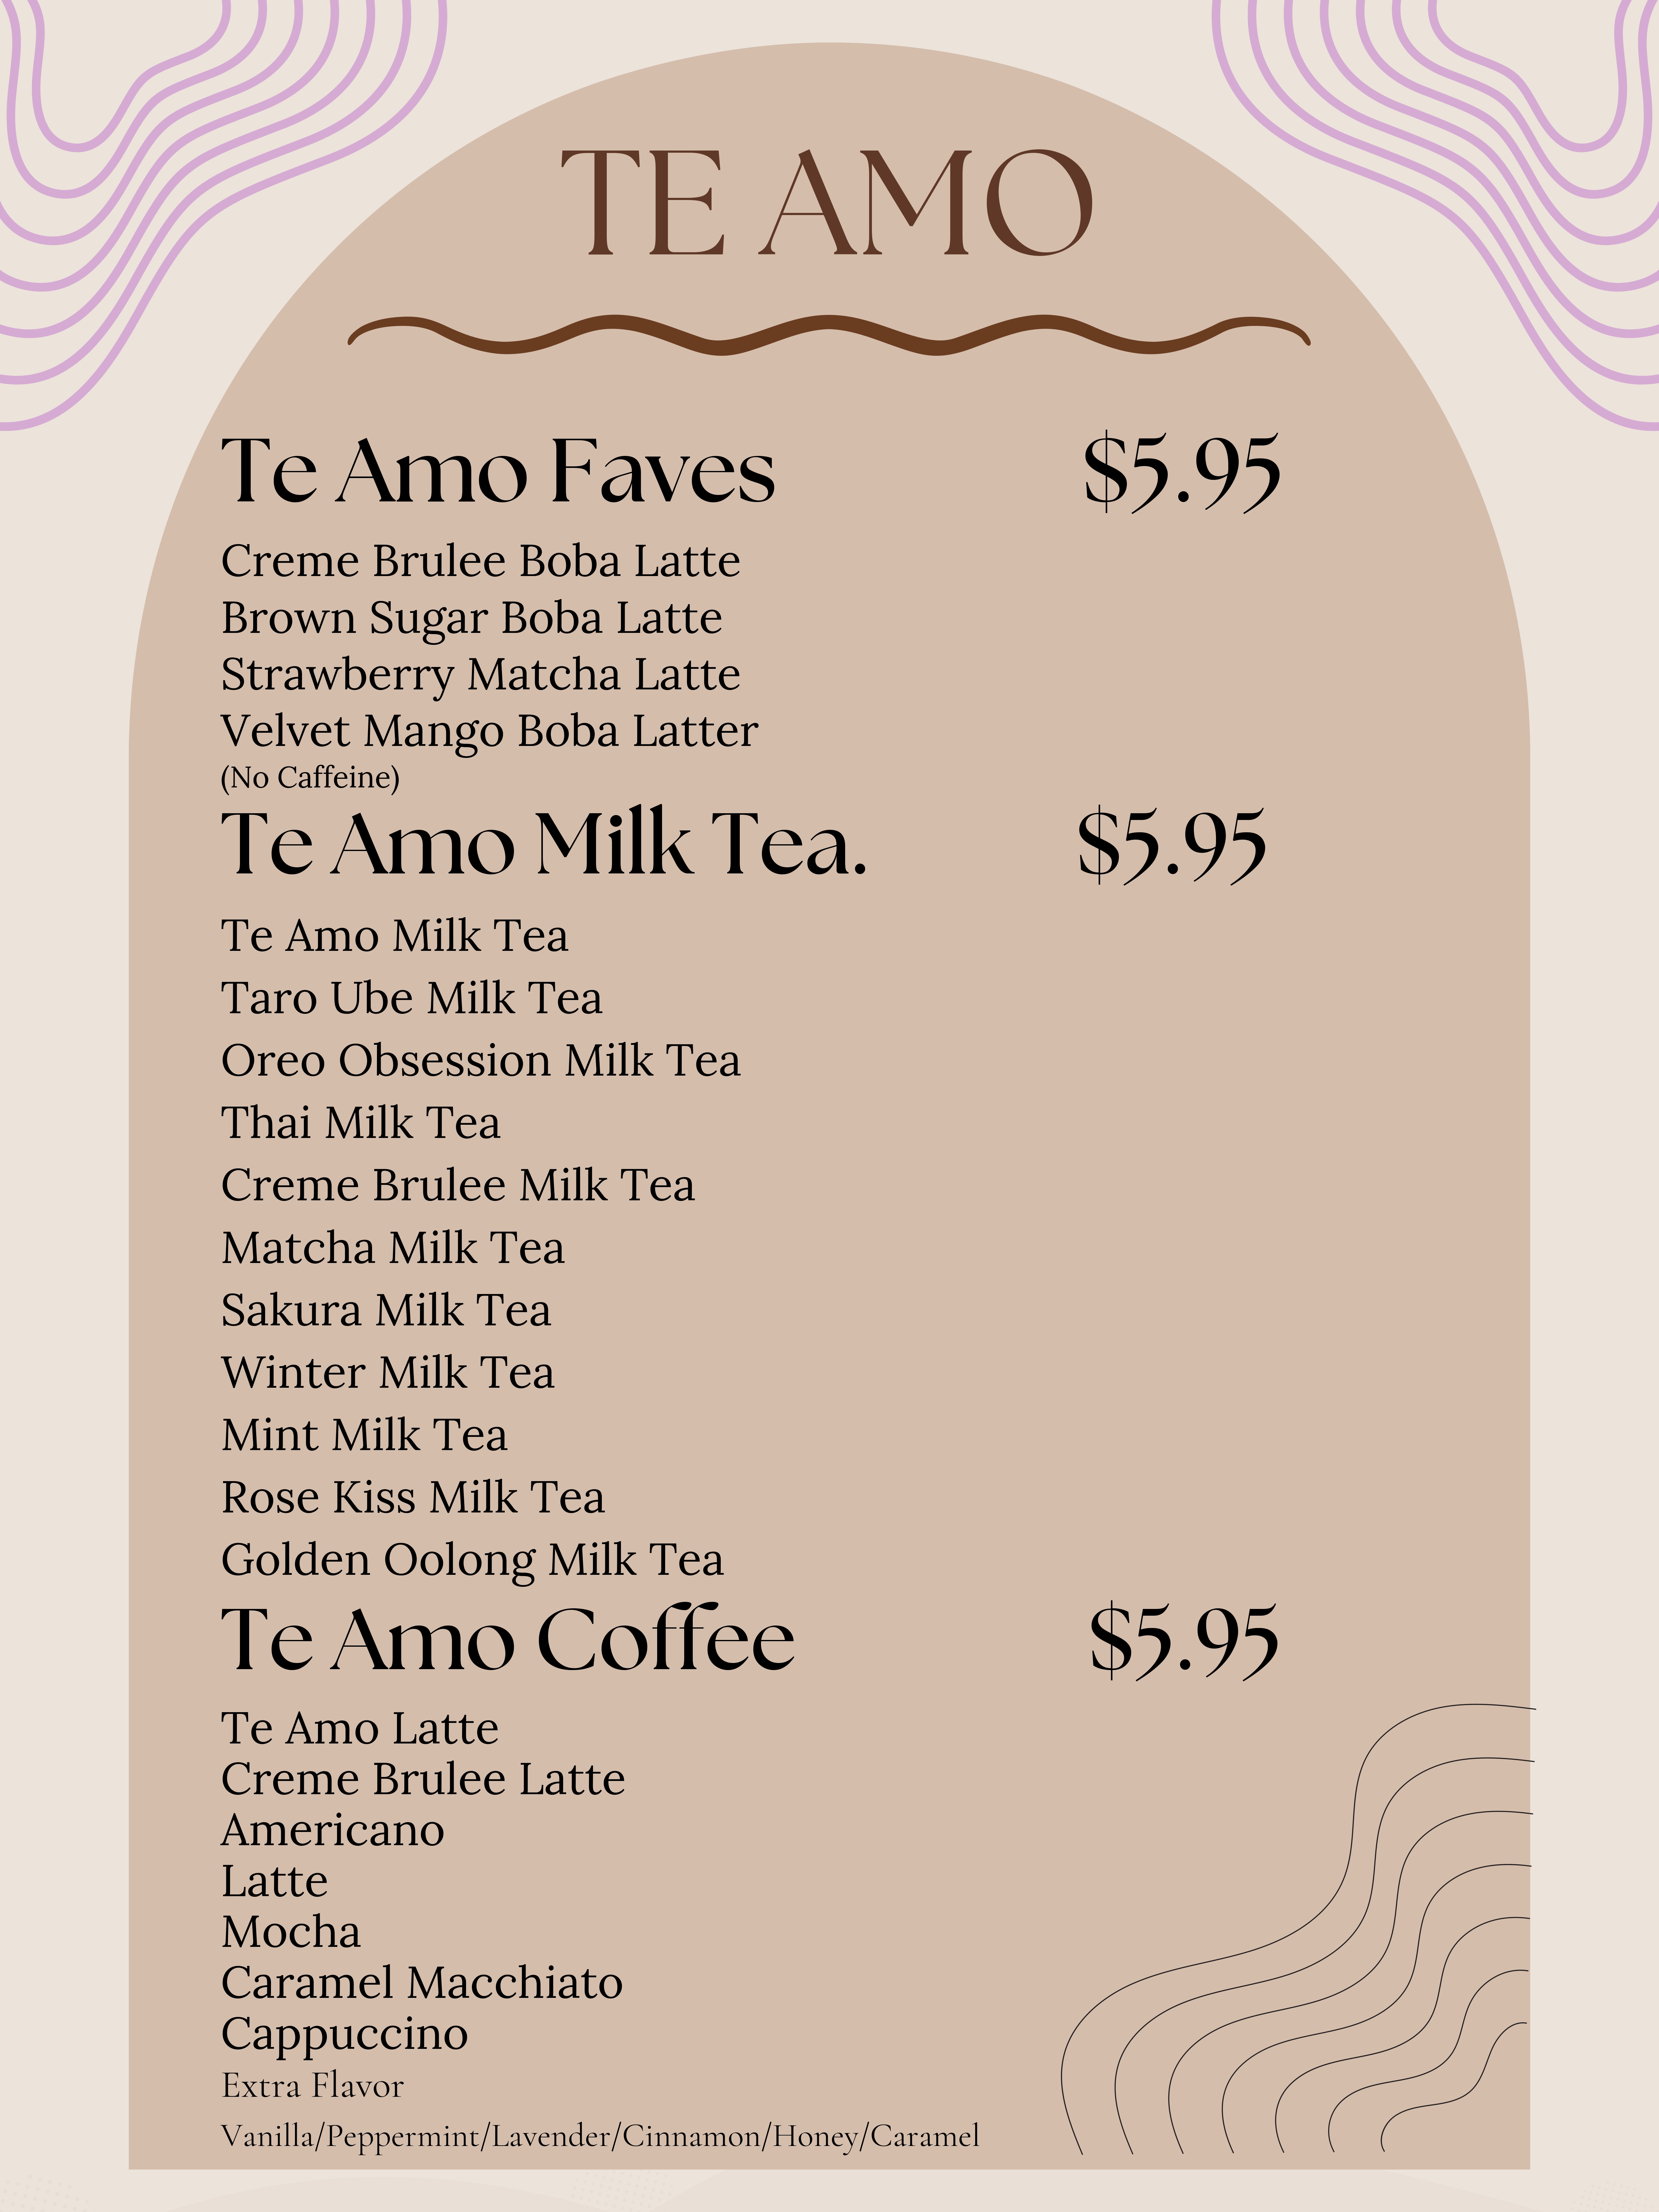 TE AMO
Te Amo Faves $5.95
Creme Brulee Boba Latte
Brown Sugar Boba Latte
Strawberry Matcha Latte
Velvet Mango Boba Latter
(No Caffeine)
Te Amo Milk Tea. $5.95
Te Amo Milk Tea
Taro Ube Milk Tea
Oreo Obsession Milk Tea
Thai Milk Tea
Creme Brulee Milk Tea
Matcha Milk Tea
Sakura Milk Tea
Winter Milk Tea
Mint Milk Tea
Rose Kiss Milk Tea
Golden Oolong Milk Tea
Te Amo Coffee $5.95
Te Amo Latte
Creme Brulee Latte
Americano
Latte
Mocha
Caramel Macchiato
Cappuccino
Extra Flavor
Vanilla/Peppermint/Lavender/Cinnamon/Honey/Caramel